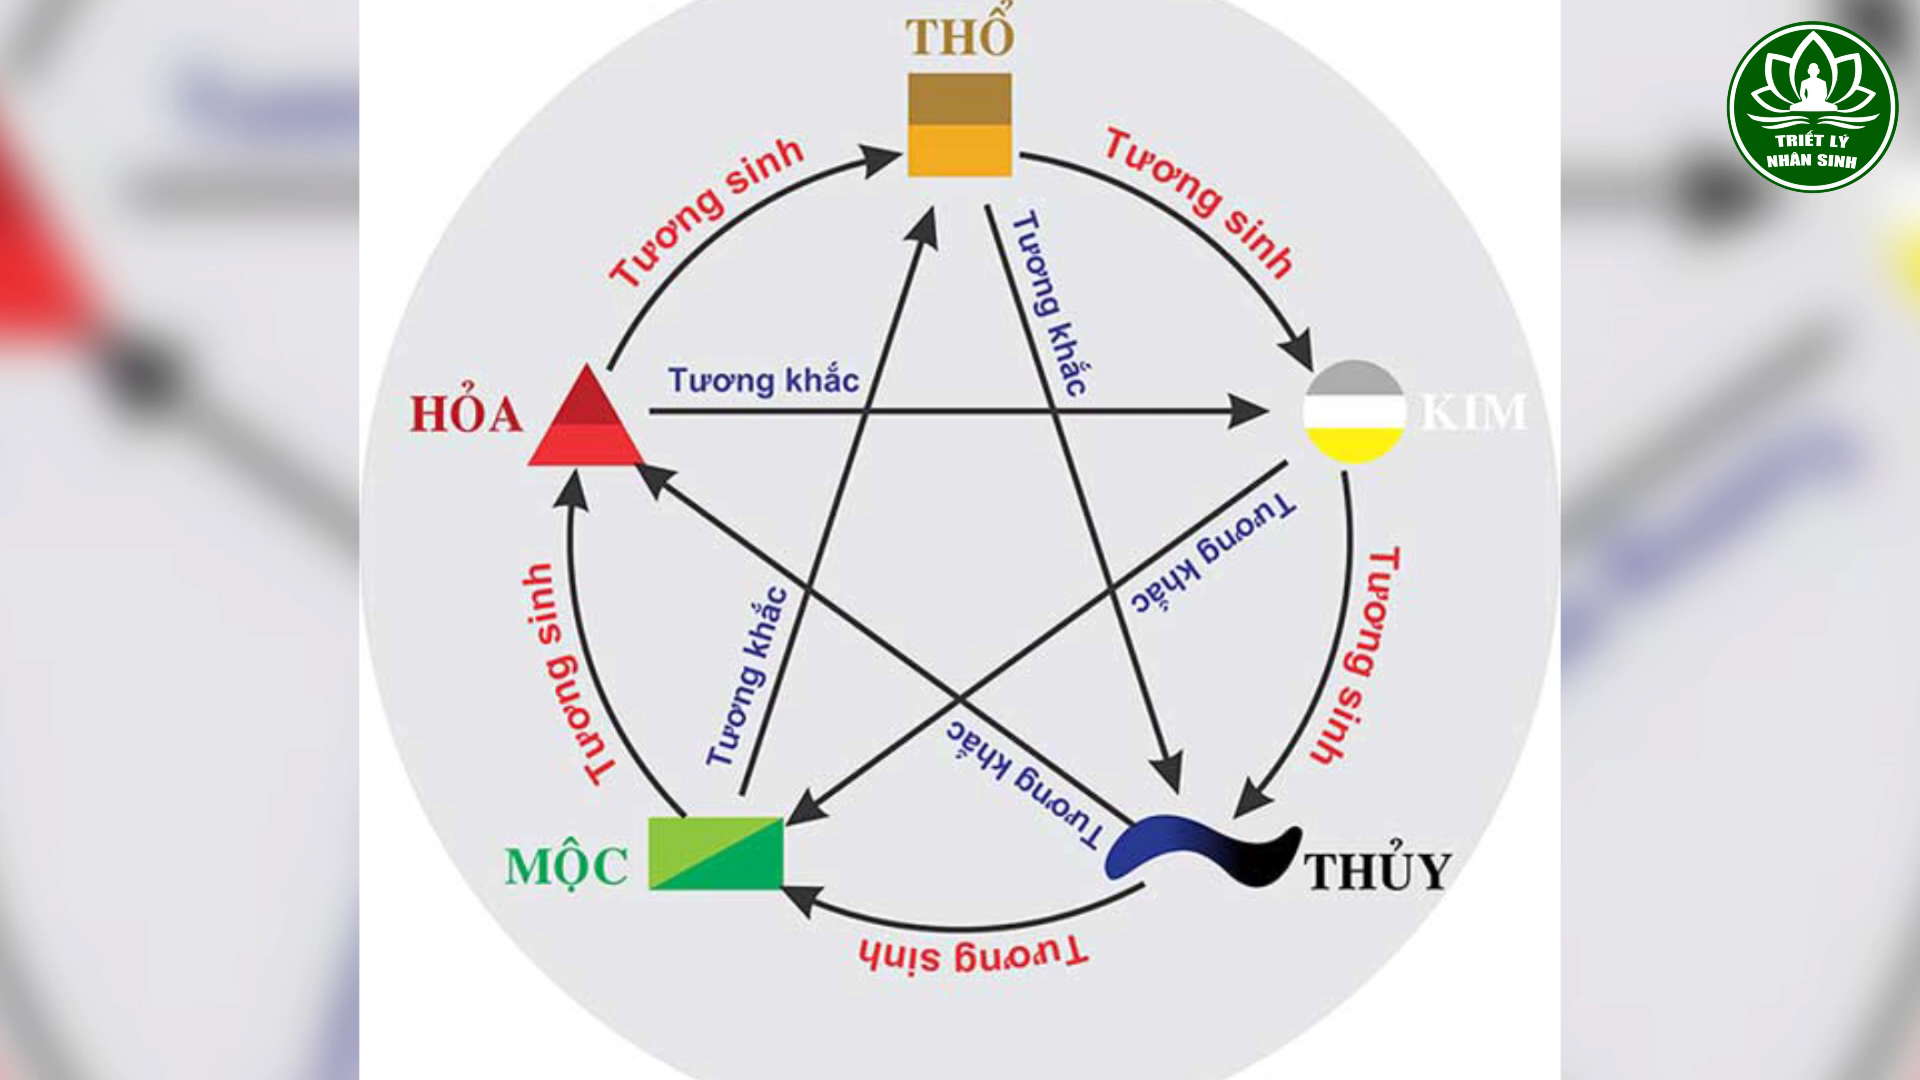 THỔ
TRIẾT LÝ
NHÂN SINH
Tương sinh
Tương sinh
Tương khắc
Tương khắc
HỎA
KIM
Tương khắc
Tương sinh
Tương sinh
Tương khắc
Tương khắc
MỘC
THỦY
Tương sinh